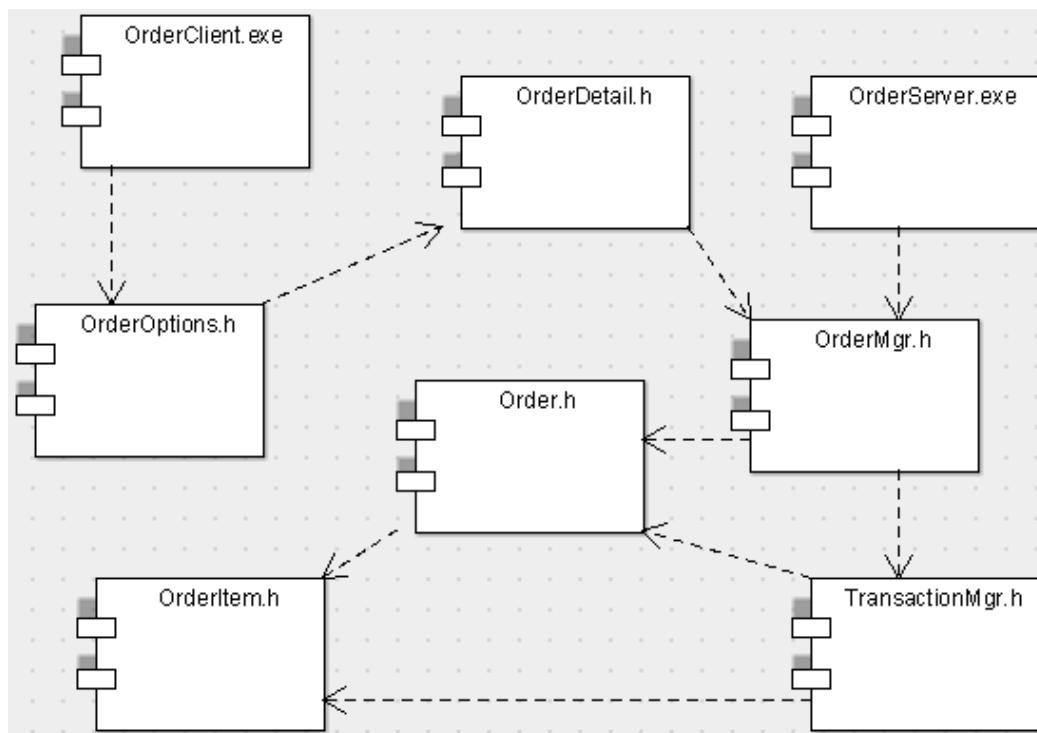 OrderClient.exe
OrderDetail.h
OrderServer.exe
OrderOptions.h
OrderMgr.h
Order.h
OrderItem.h
TransactionMgr.h